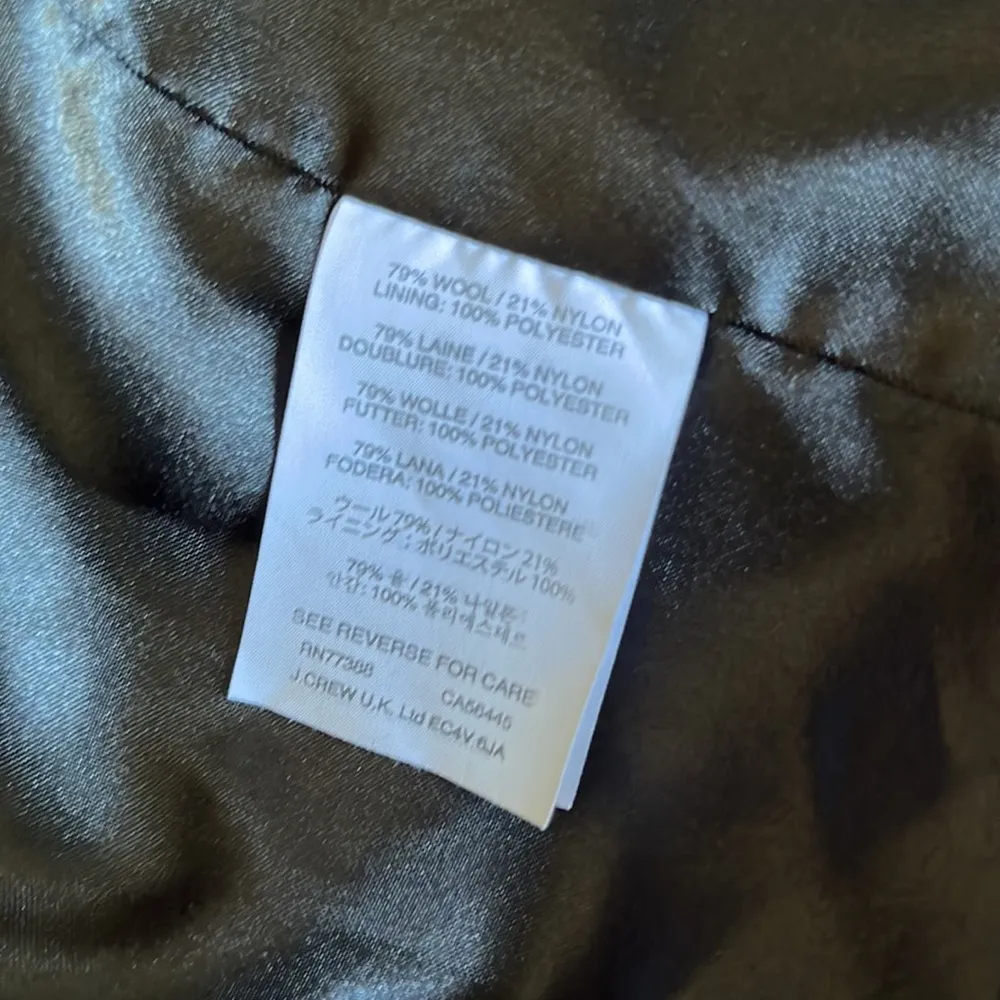 79% WOOL / 21% NYLON
LINING: 100% POLYESTER
79% LAINE / 21% NYLON
DOUBLURE: 100% POLYESTER
79% WOLLE / 21% NYLON
FUTTER: 100% POLYESTER
79% LANA / 21% NYLON
FODERA: 100% POLIESTERE
ウール 79% / ナイロン 21%
ライニング : ポリエステル 100%
79% 울 / 21% 나일론
안감: 100% 폴리에스테르
SEE REVERSE FOR CARE
RN77388 CA56445
J.CREW U.K. Ltd EC4V 6JA